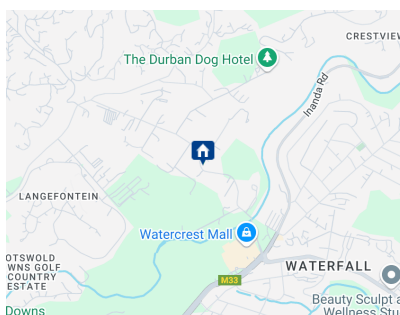 CRESTVIEW
The Durban Dog Hotel
Inanda Rd
LANGEFONTEIN
Watercrest Mall
OTSWOLD
WNS GOLF
COUNTRY
ESTATE
WATERFALL
M33
Beauty Sculpt a
Wellness Stu
Downs